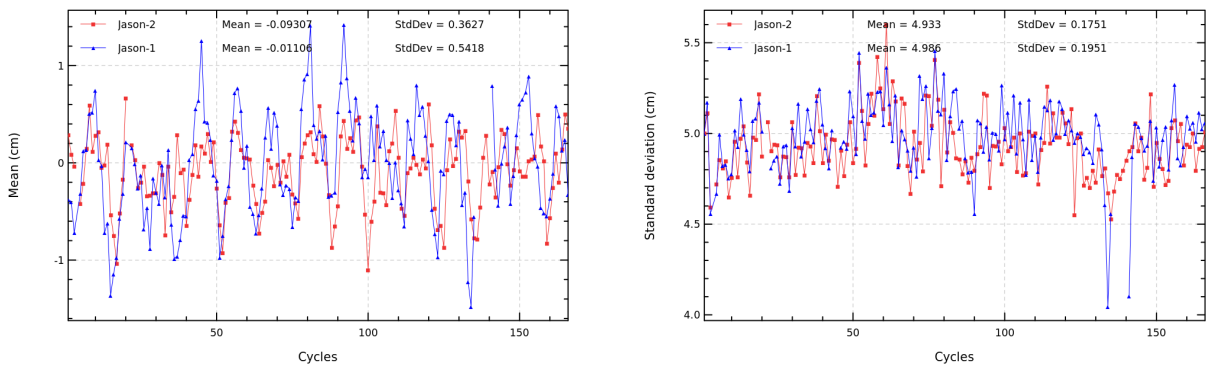 Jason-2 Mean = -0.09307 StdDev = 0.3627
Jason-1 Mean = -0.01106 StdDev = 0.5418
1
0
-1
50 100 150
Cycles
Mean (cm)
Jason-2 Mean = 4.933 StdDev = 0.1751
Jason-1 Mean = 4.986 StdDev = 0.1951
5.5
5.0
4.5
4.0
50 100 150
Cycles
Standard deviation (cm)